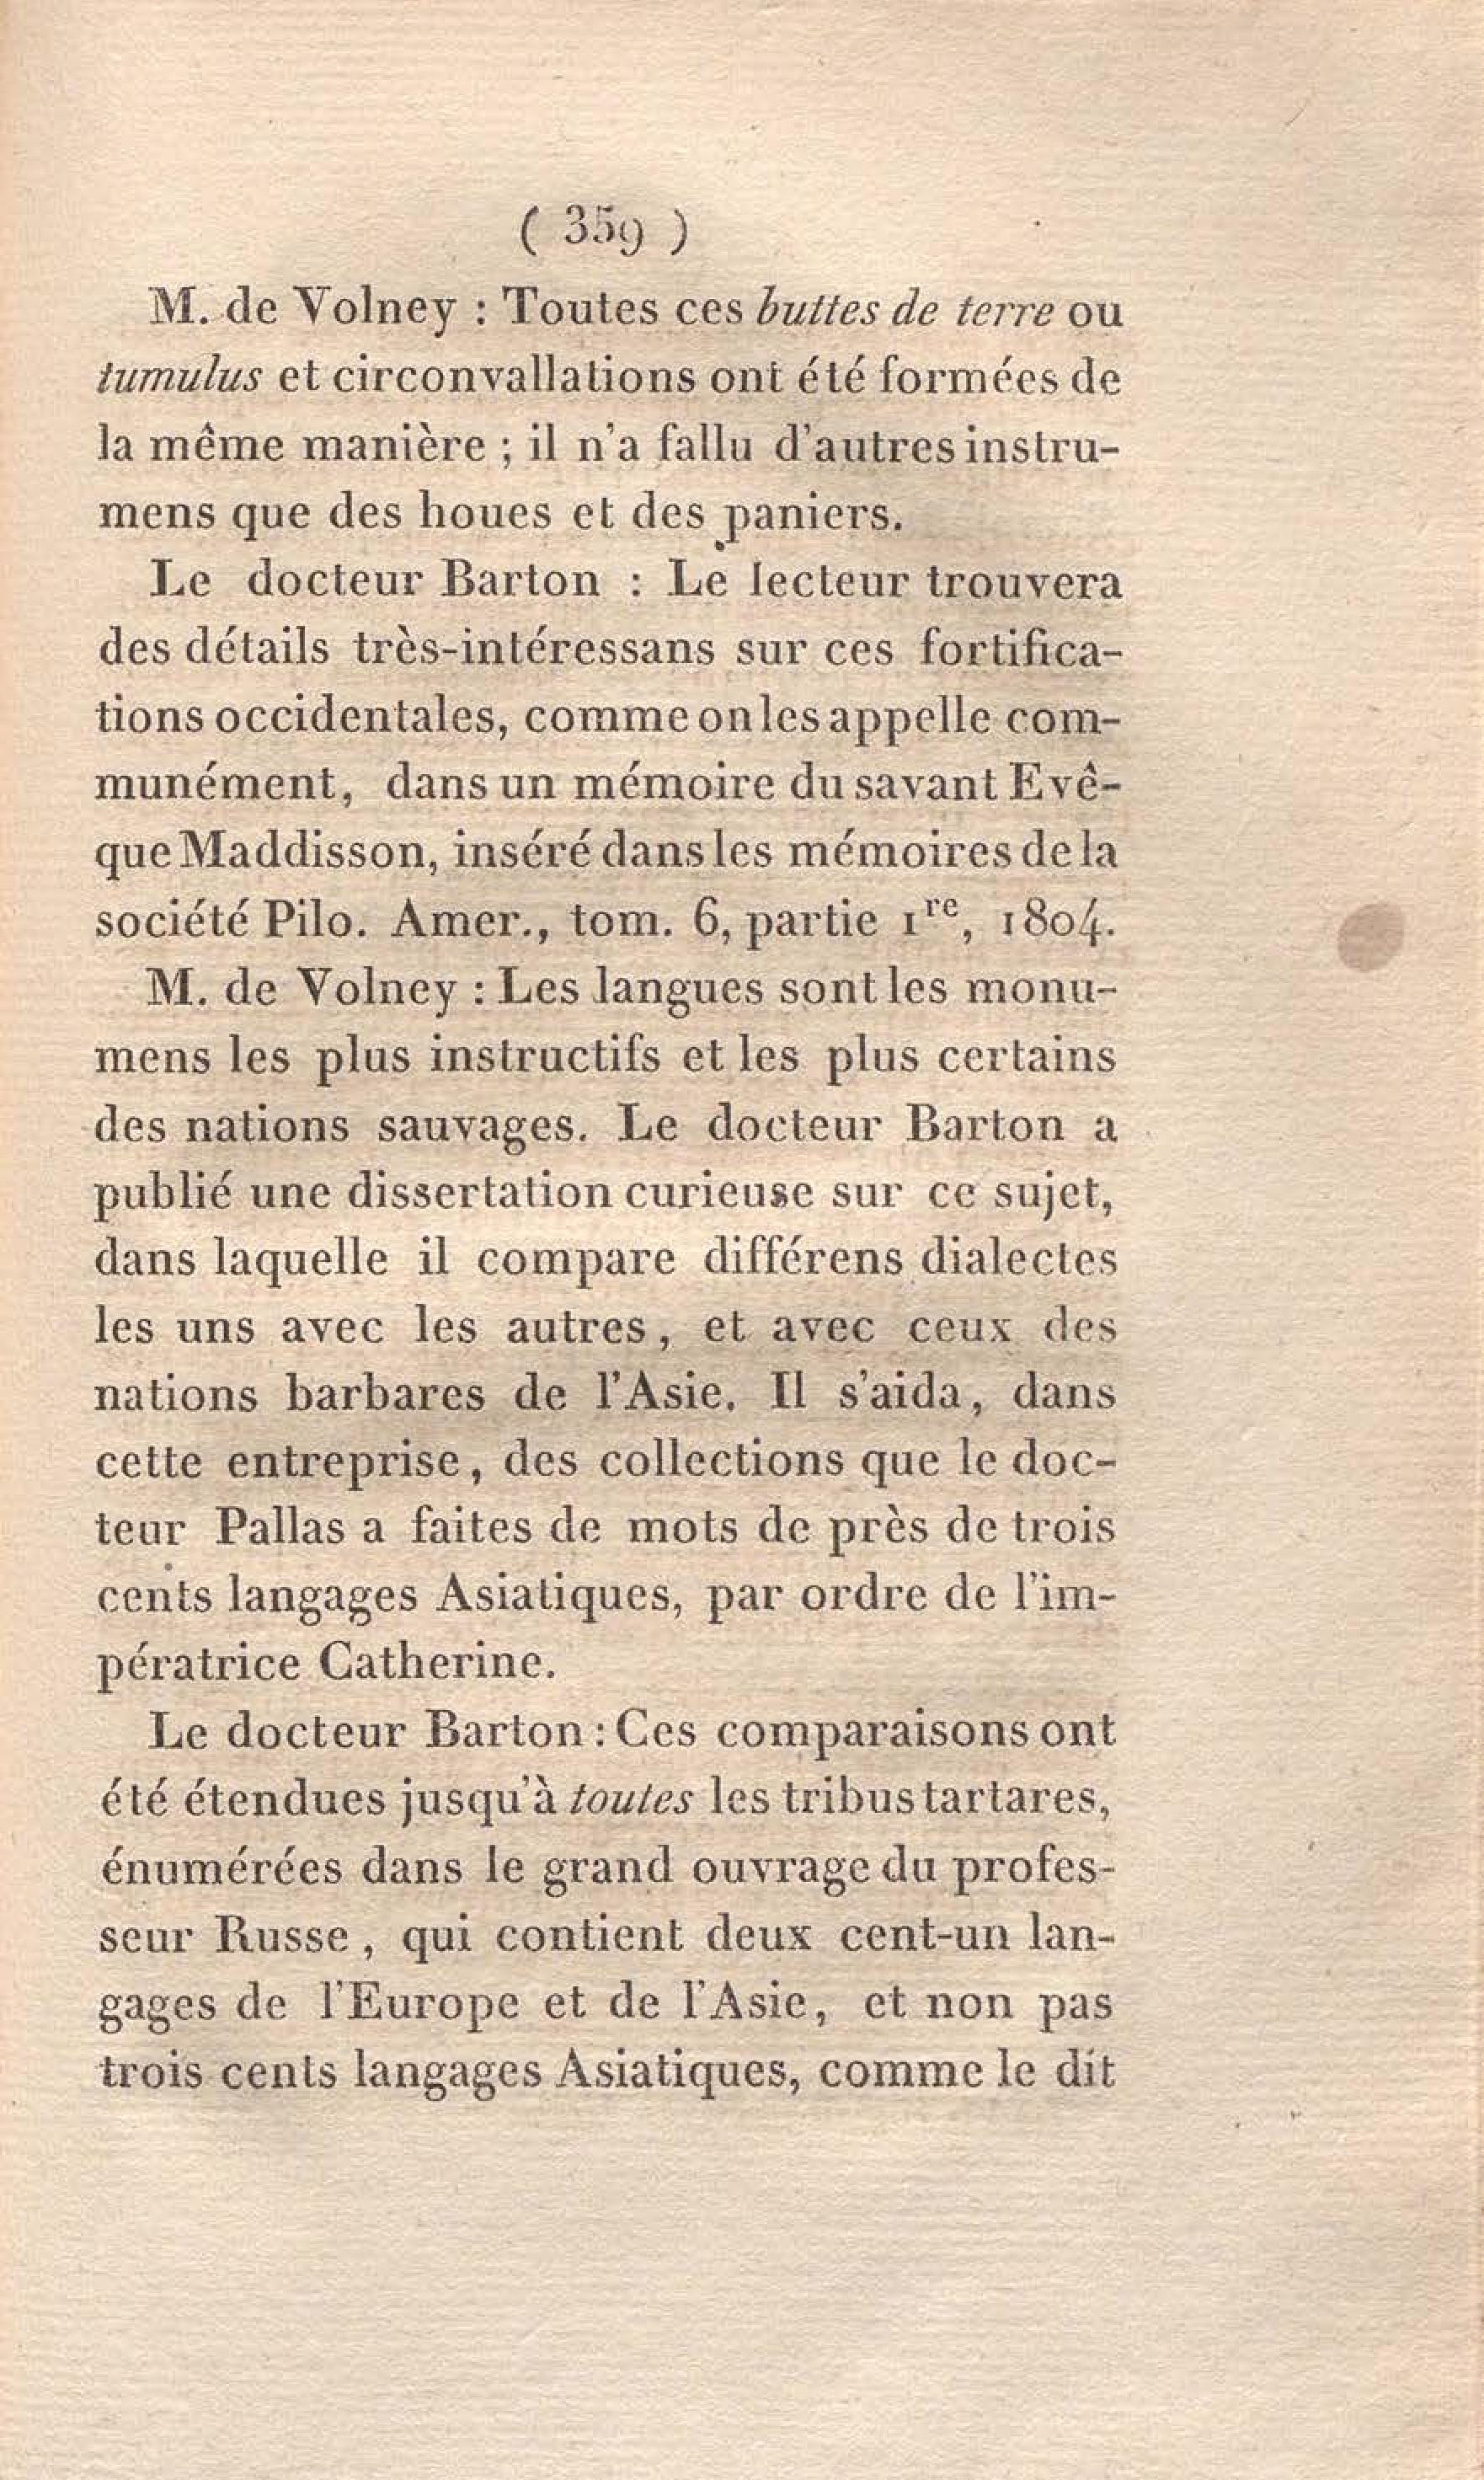 ( 359 )
M. de Volney : Toutes ces buttes de terre ou
tumulus et circonvallations ont été formées de
la même manière ; il n'a fallu d'autres instru-
mens que des houes et des paniers.
Le docteur Barton : Le lecteur trouvera
des détails très-intéressans sur ces fortifica-
tions occidentales, comme on les appelle com-
munément, dans un mémoire du savant Evê-
que Maddisson, inséré dans les mémoires de la
société Pilo. Amer., tom. 6, partie 1re, 1804.
M. de Volney : Les langues sont les monu-
mens les plus instructifs et les plus certains
des nations sauvages. Le docteur Barton a
publié une dissertation curieuse sur ce sujet,
dans laquelle il compare différens dialectes
les uns avec les autres, et avec ceux des
nations barbares de l'Asie. Il s'aida, dans
cette entreprise, des collections que le doc-
teur Pallas a faites de mots de près de trois
cents langages Asiatiques, par ordre de l'im-
pératrice Catherine.
Le docteur Barton : Ces comparaisons ont
été étendues jusqu'à toutes les tribus tartares,
énumérées dans le grand ouvrage du profes-
seur Russe, qui contient deux cent-un lan-
gages de l'Europe et de l'Asie, et non pas
trois cents langages Asiatiques, comme le dit